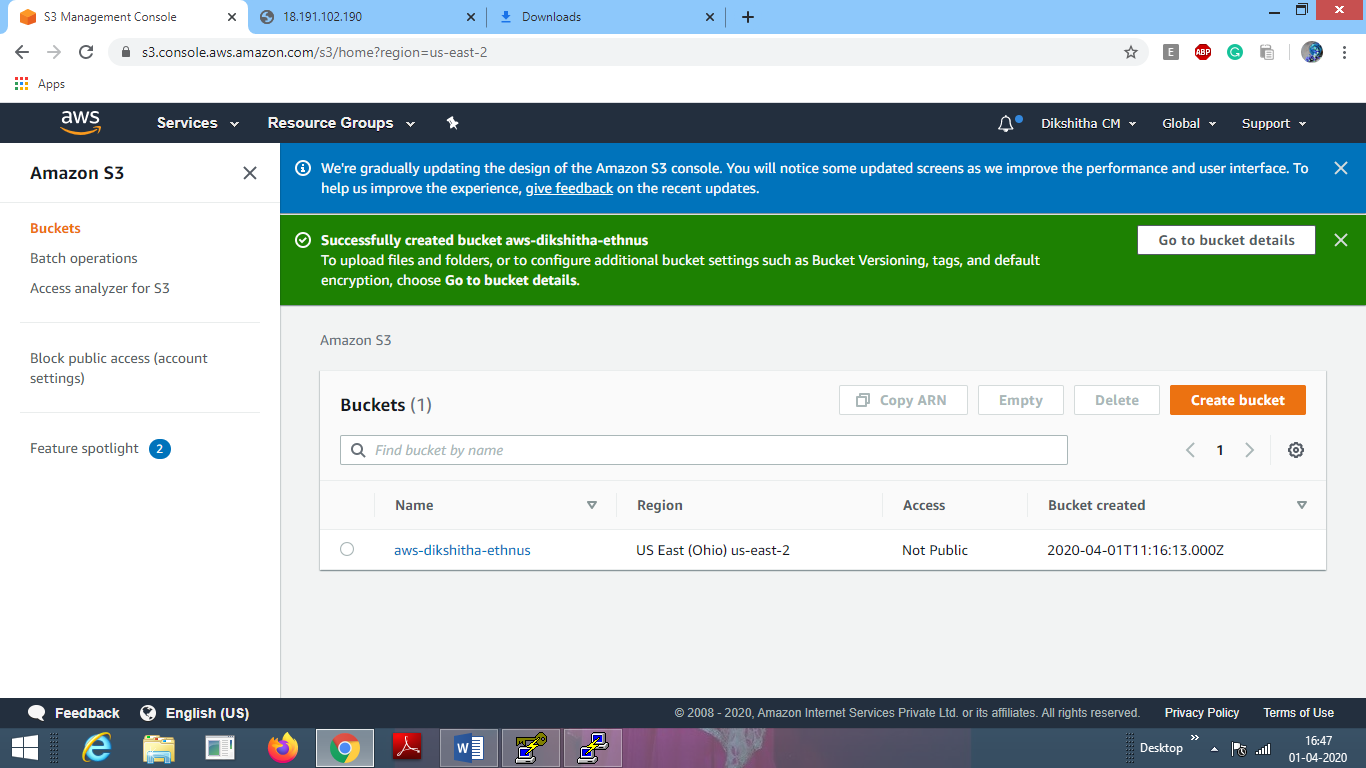 S3 Management Console
18.191.102.190
Downloads
s3.console.aws.amazon.com/s3/home?region=us-east-2
E
ABP
G
Apps
aws
Services
Resource Groups
Dikshitha CM
Global
Support
Amazon S3
Buckets
Batch operations
Access analyzer for S3
Block public access (account
settings)
Feature spotlight 2
We're gradually updating the design of the Amazon S3 console. You will notice some updated screens as we improve the performance and user interface. To
help us improve the experience, give feedback on the recent updates.
Successfully created bucket aws-dikshitha-ethnus
To upload files and folders, or to configure additional bucket settings such as Bucket Versioning, tags, and default
encryption, choose Go to bucket details.
Go to bucket details
Amazon S3
Buckets (1)
Copy ARN
Empty
Delete
Create bucket
Find bucket by name
1
Name
Region
Access
Bucket created
aws-dikshitha-ethnus
US East (Ohio) us-east-2
Not Public
2020-04-01T11:16:13.000Z
Feedback
English (US)
© 2008 - 2020, Amazon Internet Services Private Ltd. or its affiliates. All rights reserved.
Privacy Policy
Terms of Use
Desktop
16:47
01-04-2020